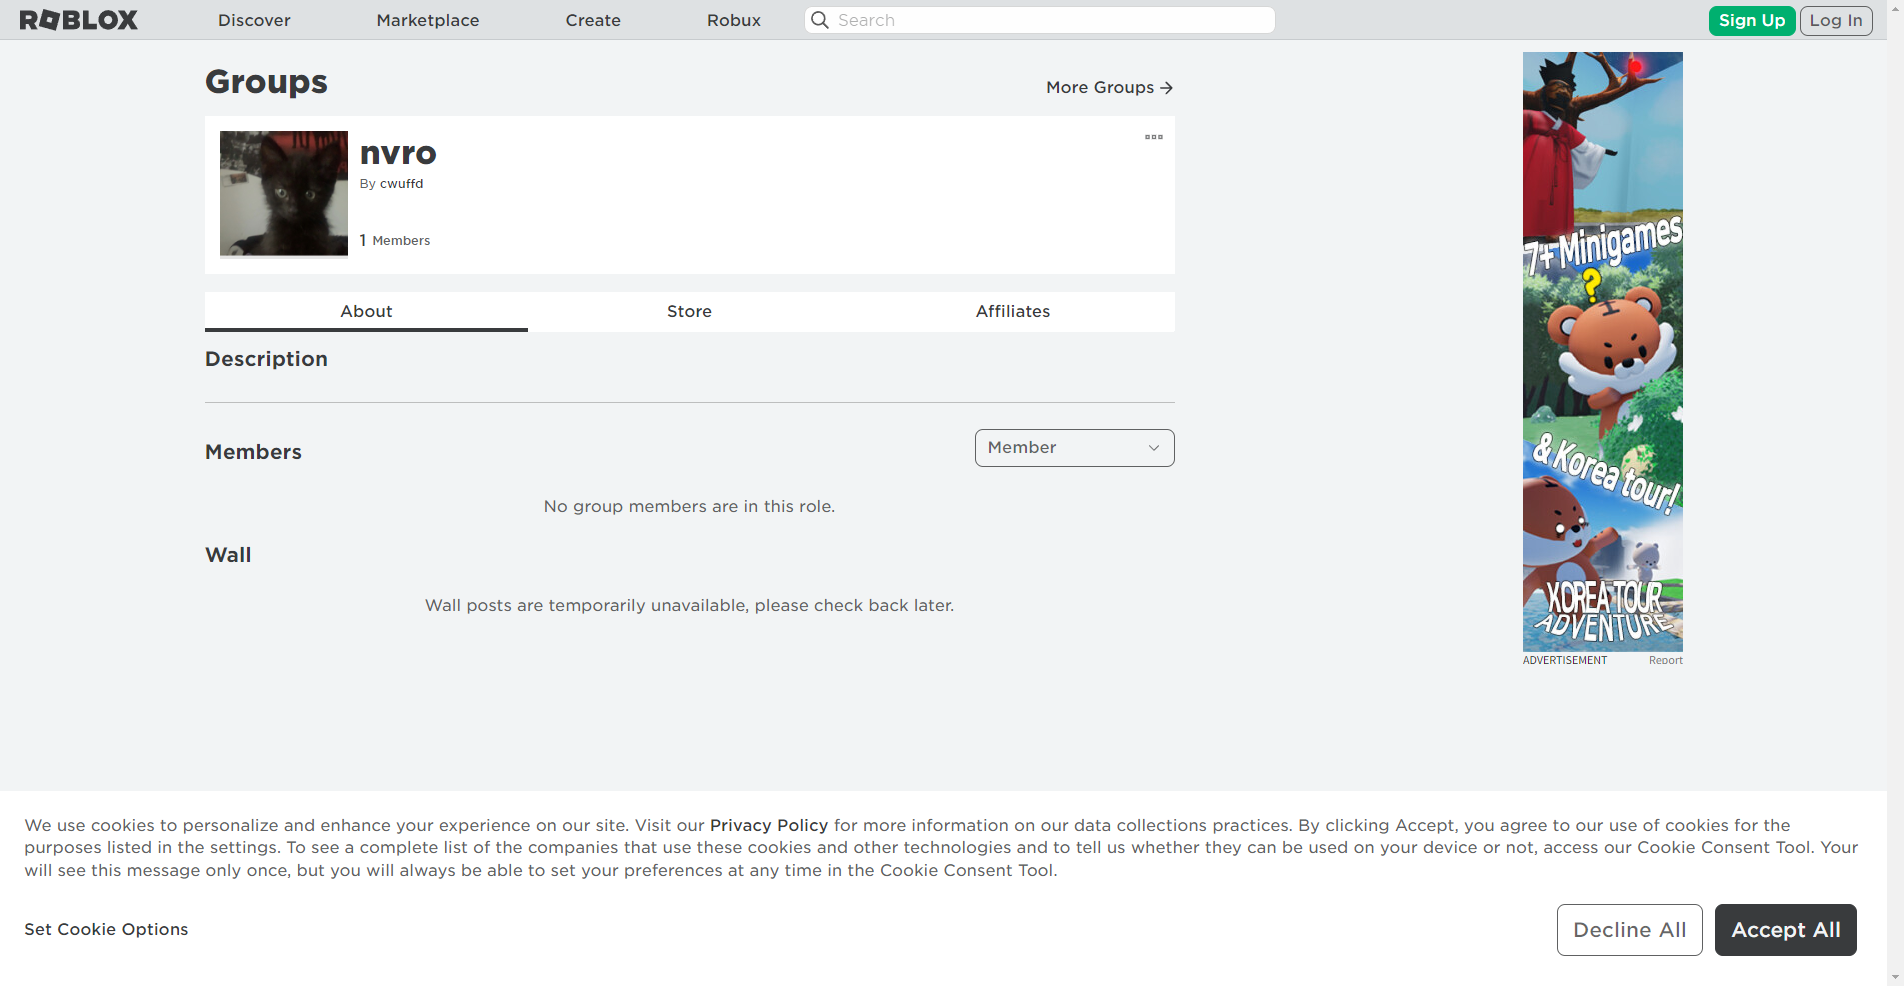 ROBLOX Discover Marketplace Create Robux Search Sign Up Log In
Groups
More Groups
nvro
By cwuffd
1 Members
About Store Affiliates
Description
Members
Member
No group members are in this role.
Wall
Wall posts are temporarily unavailable, please check back later.
7+ Minigames
?
& Korea tour!
KOREA TOUR
ADVENTURE
ADVERTISEMENT Report
We use cookies to personalize and enhance your experience on our site. Visit our Privacy Policy for more information on our data collections practices. By clicking Accept, you agree to our use of cookies for the
purposes listed in the settings. To see a complete list of the companies that use these cookies and other technologies and to tell us whether they can be used on your device or not, access our Cookie Consent Tool. Your
will see this message only once, but you will always be able to set your preferences at any time in the Cookie Consent Tool.
Set Cookie Options
Decline All
Accept All